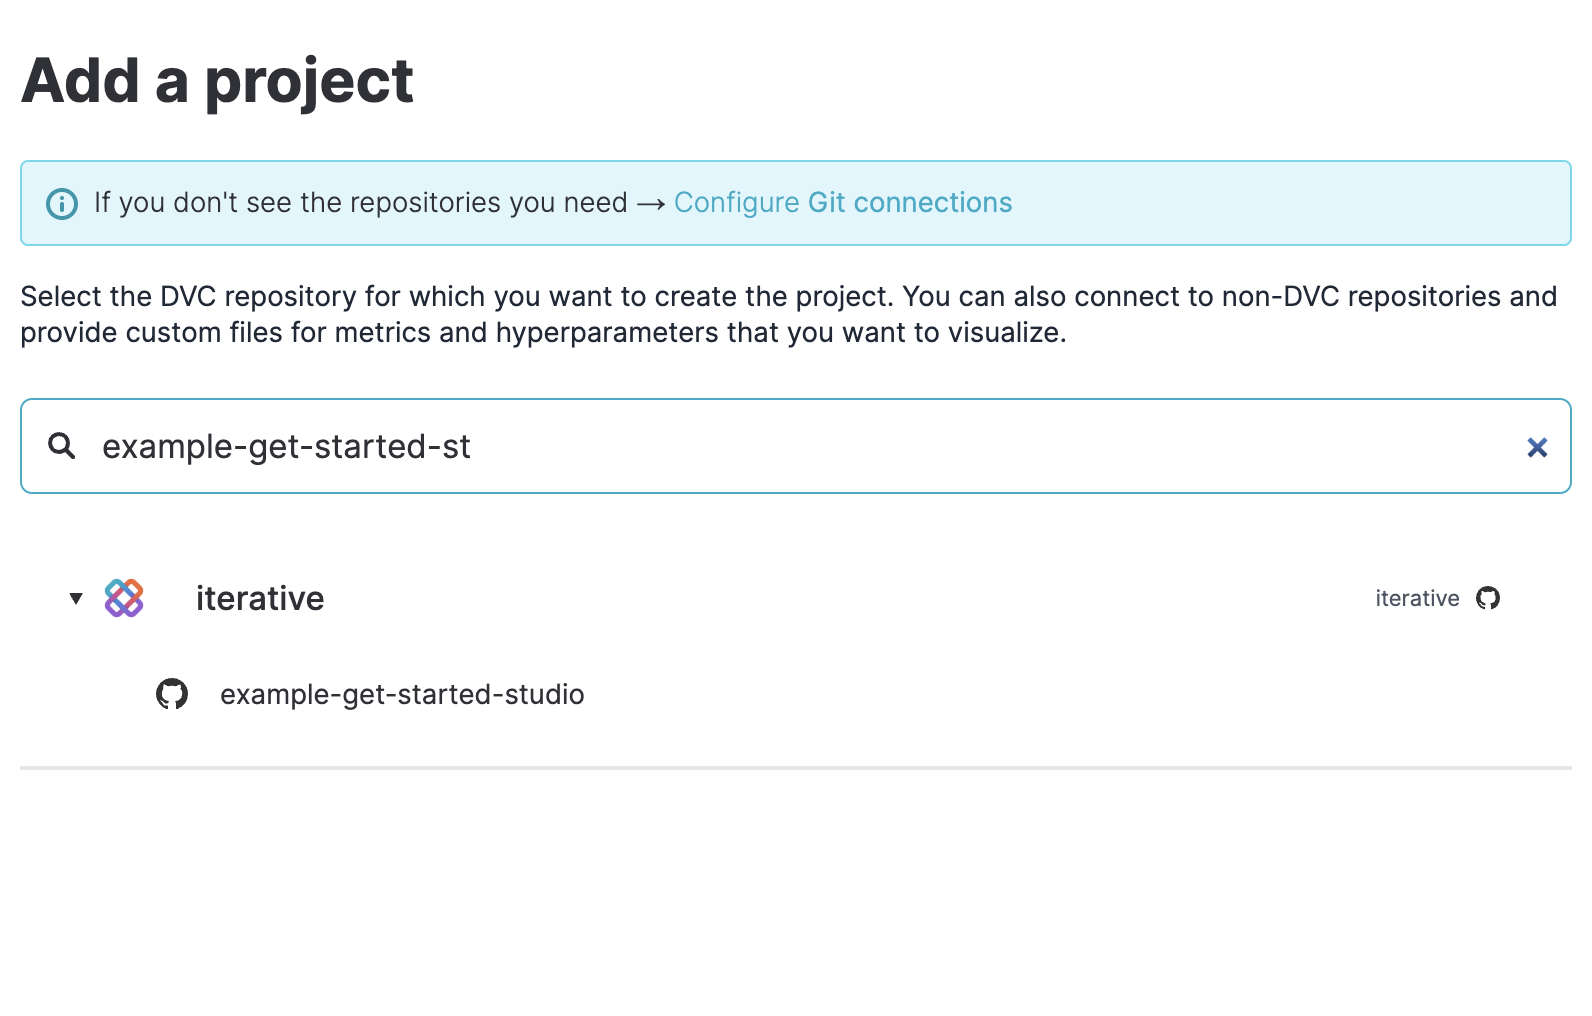 Add a project
If you don't see the repositories you need → Configure Git connections
Select the DVC repository for which you want to create the project. You can also connect to non-DVC repositories and
provide custom files for metrics and hyperparameters that you want to visualize.
example-get-started-st
iterative iterative
example-get-started-studio